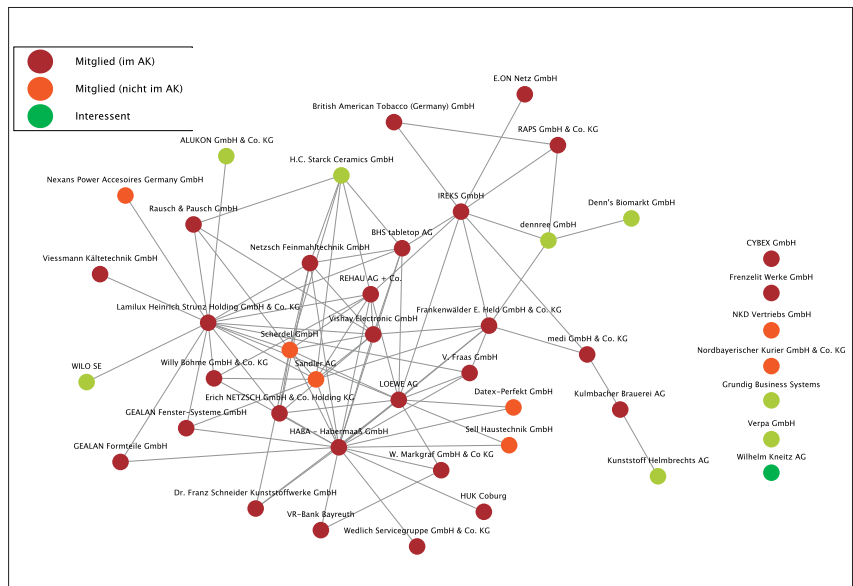 Mitglied (im AK)
Mitglied (nicht im AK)
Interessent
E.ON Netz GmbH
British American Tobacco (Germany) GmbH
RAPS GmbH & Co. KG
ALUKON GmbH & Co. KG
H.C. Starck Ceramics GmbH
Nexans Power Accesoires Germany GmbH
IREKS GmbH
Denn's Biomarkt GmbH
Rausch & Pausch GmbH
dennree GmbH
BHS tabletop AG
CYBEX GmbH
Netzsch Feinmahltechnik GmbH
Viessmann Kältetechnik GmbH
REHAU AG + Co.
Frenzelit Werke GmbH
Lamilux Heinrich Strunz Holding GmbH & Co. KG
Frankenwälder E. Held GmbH & Co. KG
Vishay Electronic GmbH
NKD Vertriebs GmbH
Scherdel GmbH
medi GmbH & Co. KG
Nordbayerischer Kurier GmbH & Co. KG
V. Fraas GmbH
Willy Böhme GmbH & Co. KG
Sandler AG
WILO SE
LOEWE AG
Grundig Business Systems
Datex-Perfekt GmbH
Kulmbacher Brauerei AG
Erich NETZSCH GmbH & Co. Holding KG
GEALAN Fenster-Systeme GmbH
Verpa GmbH
HABA - Habermaaß GmbH
Sell Haustechnik GmbH
GEALAN Formteile GmbH
W. Markgraf GmbH & Co KG
Kunststoff Helmbrechts AG
Wilhelm Kneitz AG
Dr. Franz Schneider Kunststoffwerke GmbH
HUK Coburg
VR-Bank Bayreuth
Wedlich Servicegruppe GmbH & Co. KG